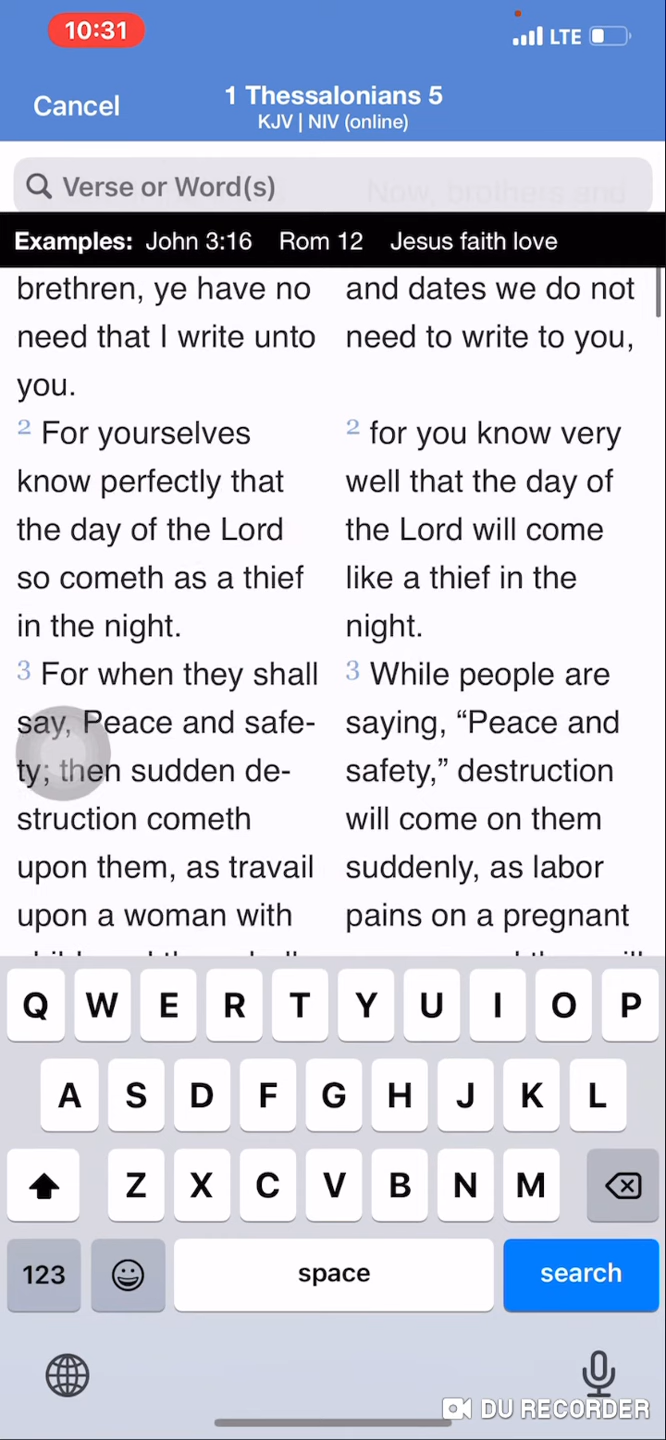 10:31
LTE
Cancel
1 Thessalonians 5
KJV | NIV (online)
Verse or Word(s)
Now, brothers and
Examples: John 3:16 Rom 12 Jesus faith love
brethren, ye have no
need that I write unto
you.
2 For yourselves
know perfectly that
the day of the Lord
so cometh as a thief
in the night.
3 For when they shall
say, Peace and safe-
ty; then sudden de-
struction cometh
upon them, as travail
upon a woman with
and dates we do not
need to write to you,
2 for you know very
well that the day of
the Lord will come
like a thief in the
night.
3 While people are
saying, “Peace and
safety,” destruction
will come on them
suddenly, as labor
pains on a pregnant
Q W E R T Y U I O P
A S D F G H J K L
Z X C V B N M
123 space search
DU RECORDER